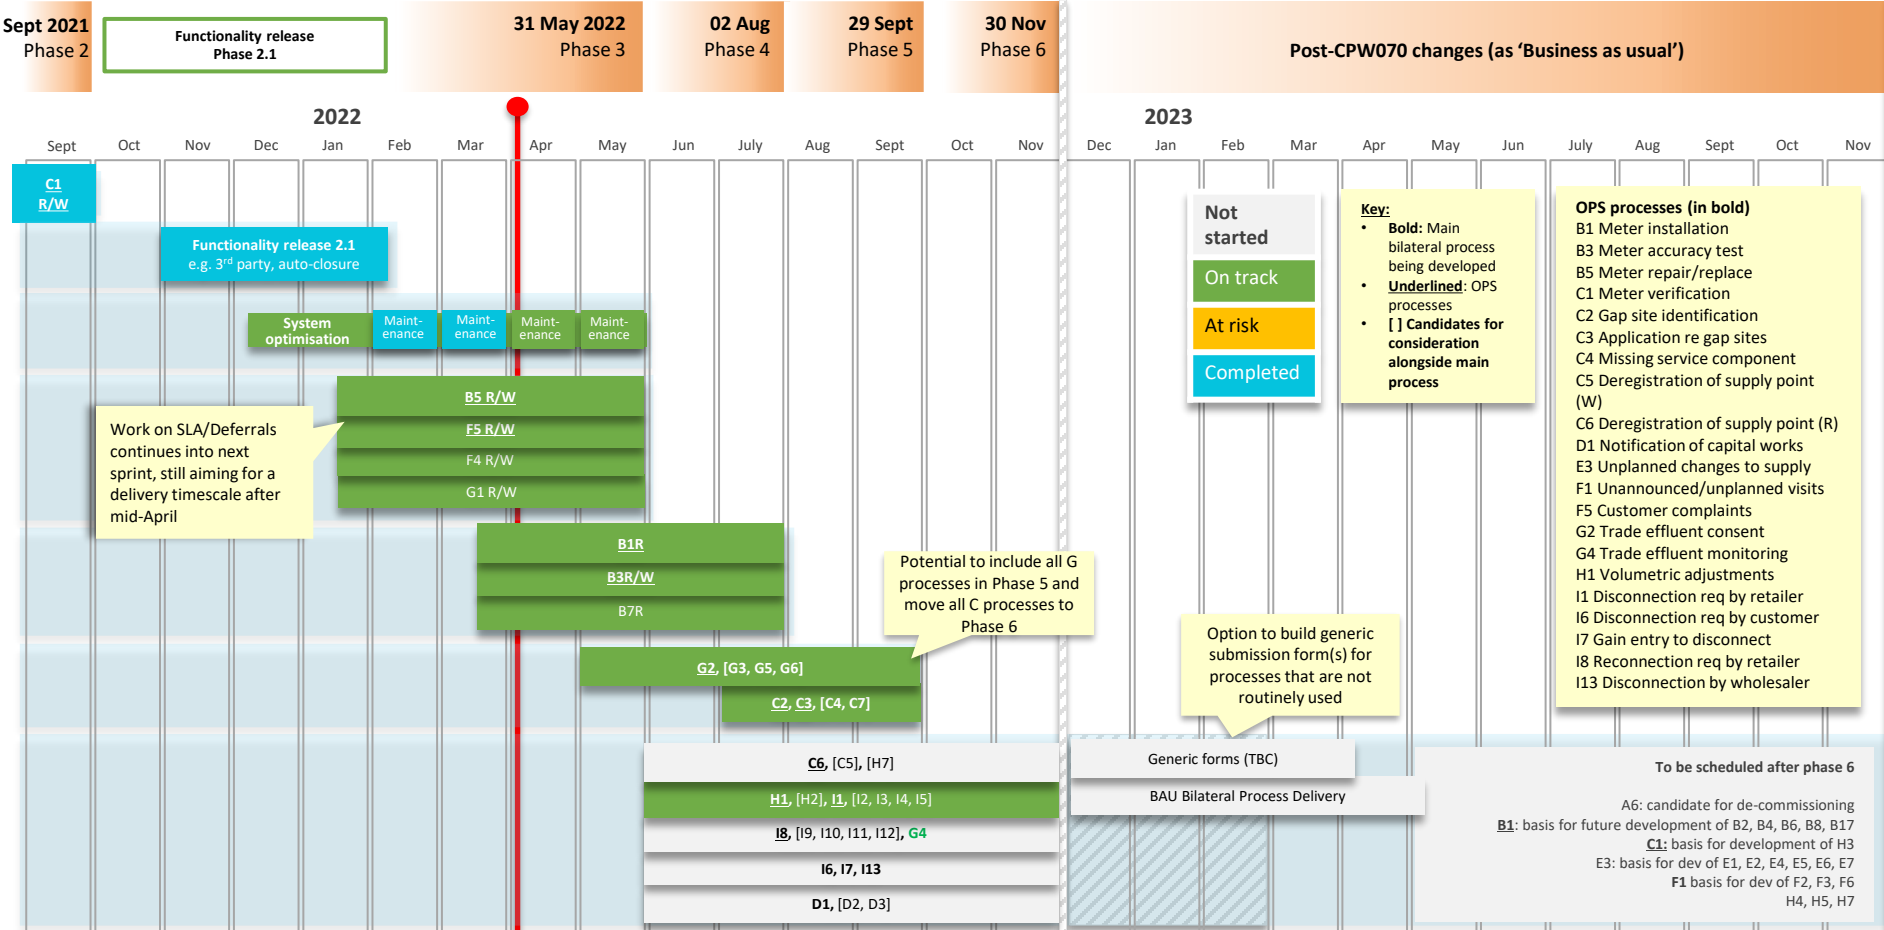 Sept 2021
Phase 2
Functionality release
Phase 2.1
31 May 2022
Phase 3
02 Aug
Phase 4
29 Sept
Phase 5
30 Nov
Phase 6
Post-CPW070 changes (as ‘Business as usual’)
2022
2023
Sept
Oct
Nov
Dec
Jan
Feb
Mar
Apr
May
Jun
July
Aug
Sept
Oct
Nov
Dec
Jan
Feb
Mar
Apr
May
Jun
July
Aug
Sept
Oct
Nov
C1
R/W
Functionality release 2.1
e.g. 3rd party, auto-closure
System
optimisation
Maint-
enance
Maint-
enance
Maint-
enance
Maint-
enance
B5 R/W
F5 R/W
F4 R/W
G1 R/W
Work on SLA/Deferrals
continues into next
sprint, still aiming for a
delivery timescale after
mid-April
B1R
B3R/W
B7R
Potential to include all G
processes in Phase 5 and
move all C processes to
Phase 6
G2, [G3, G5, G6]
C2, C3, [C4, C7]
C6, [C5], [H7]
H1, [H2], I1, [I2, I3, I4, I5]
I8, [I9, I10, I11, I12], G4
I6, I7, I13
D1, [D2, D3]
Not
started
On track
At risk
Completed
Key:
• Bold: Main
bilateral process
being developed
• Underlined: OPS
processes
• [ ] Candidates for
consideration
alongside main
process
OPS processes (in bold)
B1 Meter installation
B3 Meter accuracy test
B5 Meter repair/replace
C1 Meter verification
C2 Gap site identification
C3 Application re gap sites
C4 Missing service component
C5 Deregistration of supply point
(W)
C6 Deregistration of supply point (R)
D1 Notification of capital works
E3 Unplanned changes to supply
F1 Unannounced/unplanned visits
F5 Customer complaints
G2 Trade effluent consent
G4 Trade effluent monitoring
H1 Volumetric adjustments
I1 Disconnection req by retailer
I6 Disconnection req by customer
I7 Gain entry to disconnect
I8 Reconnection req by retailer
I13 Disconnection by wholesaler
Option to build generic
submission form(s) for
processes that are not
routinely used
Generic forms (TBC)
BAU Bilateral Process Delivery
To be scheduled after phase 6
A6: candidate for de-commissioning
B1: basis for future development of B2, B4, B6, B8, B17
C1: basis for development of H3
E3: basis for dev of E1, E2, E4, E5, E6, E7
F1 basis for dev of F2, F3, F6
H4, H5, H7